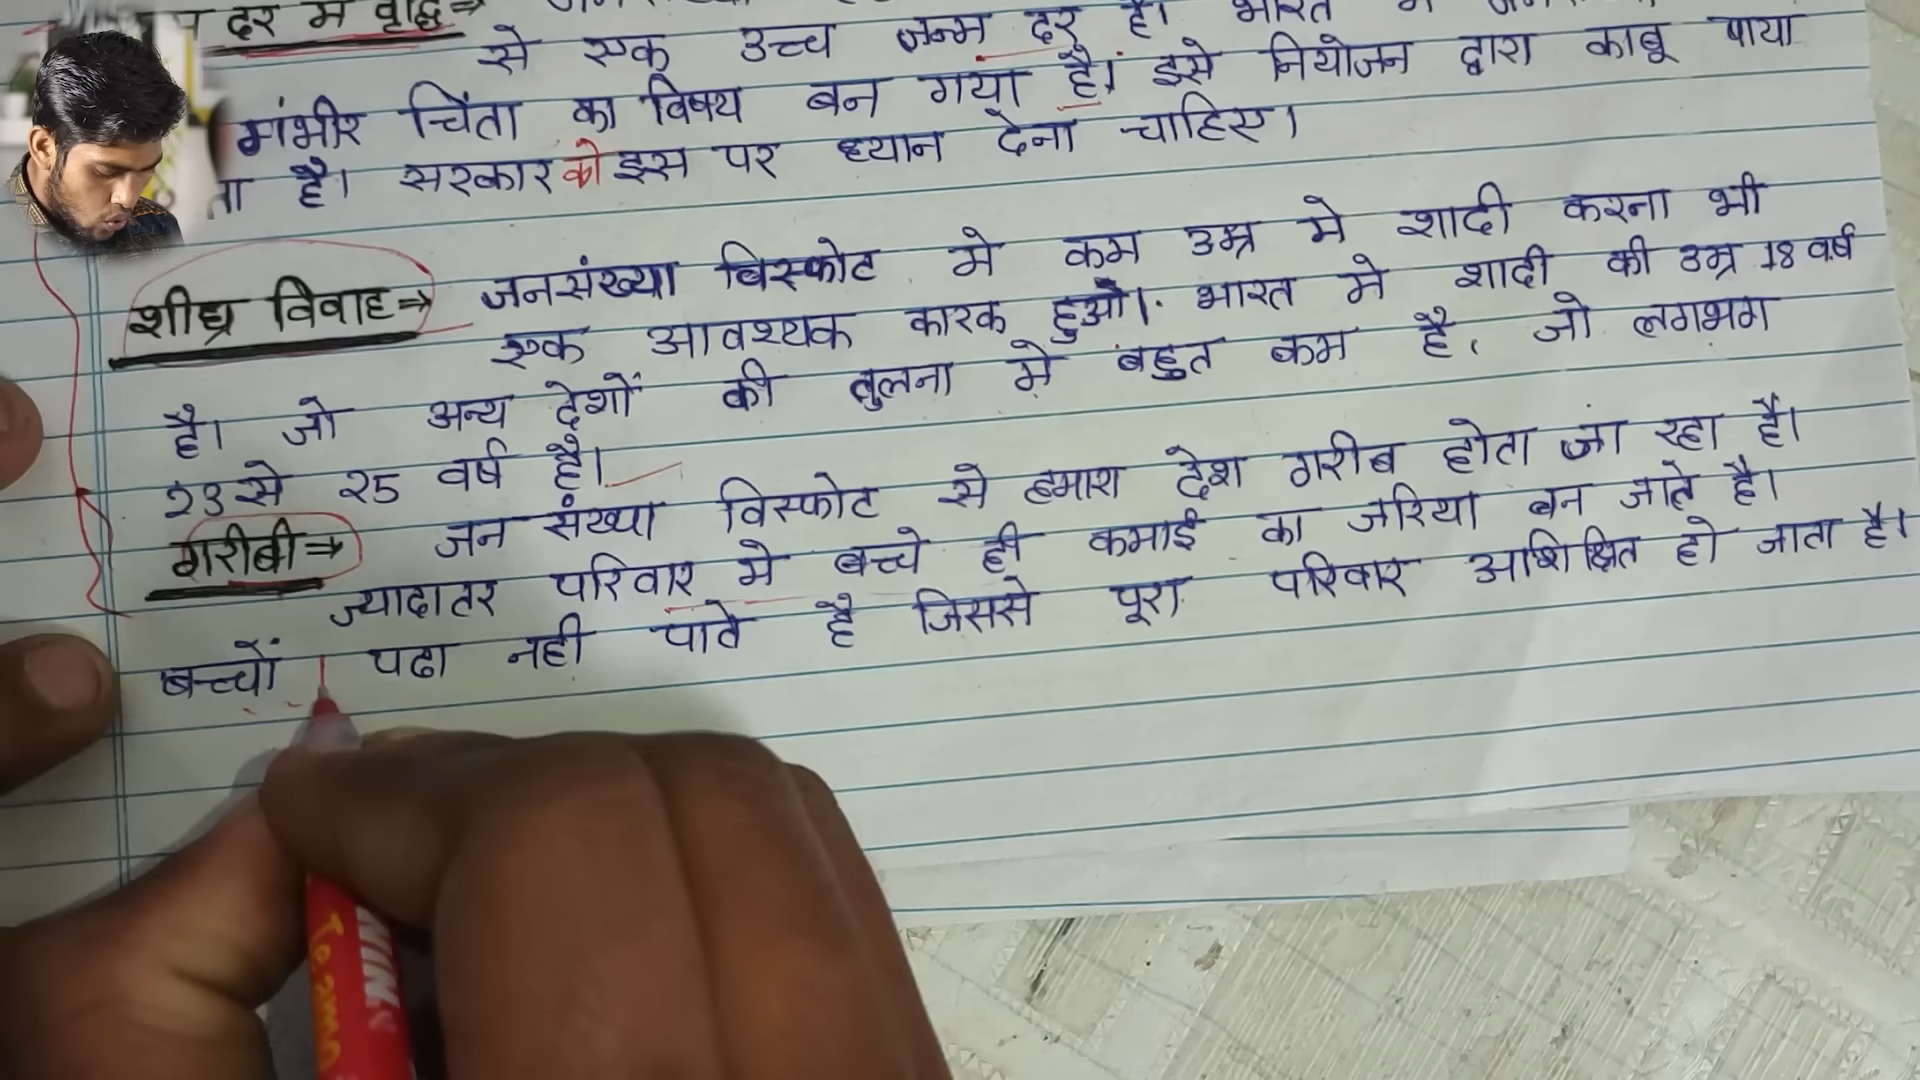 दर में वृद्धि⇒
से एक उच्च जन्म दर है। भारत में
गंभीर चिंता का विषय बन गया है। इसे नियोजन द्वारा काबू पाया
ता है। सरकार को इस पर ध्यान देना चाहिए।
शीघ्र विवाह⇒ जनसंख्या विस्फोट मे कम उम्र मे शादी करना भी
एक आवश्यक कारक हुओ। भारत मे शादी की उम्र 18 वर्ष
है। जो अन्य देशों की तुलना मे बहुत कम है, जो लगभग
23 से 25 वर्ष है।
गरीबी⇒ जन संख्या विस्फोट से हमारा देश गरीब होता जा रहा है।
ज्यादातर परिवार मे बच्चे ही कमाई का जरिया बन जाते है।
बच्चों पढा नही पाते है जिससे पूरा परिवार अशिक्षित हो जाता है।